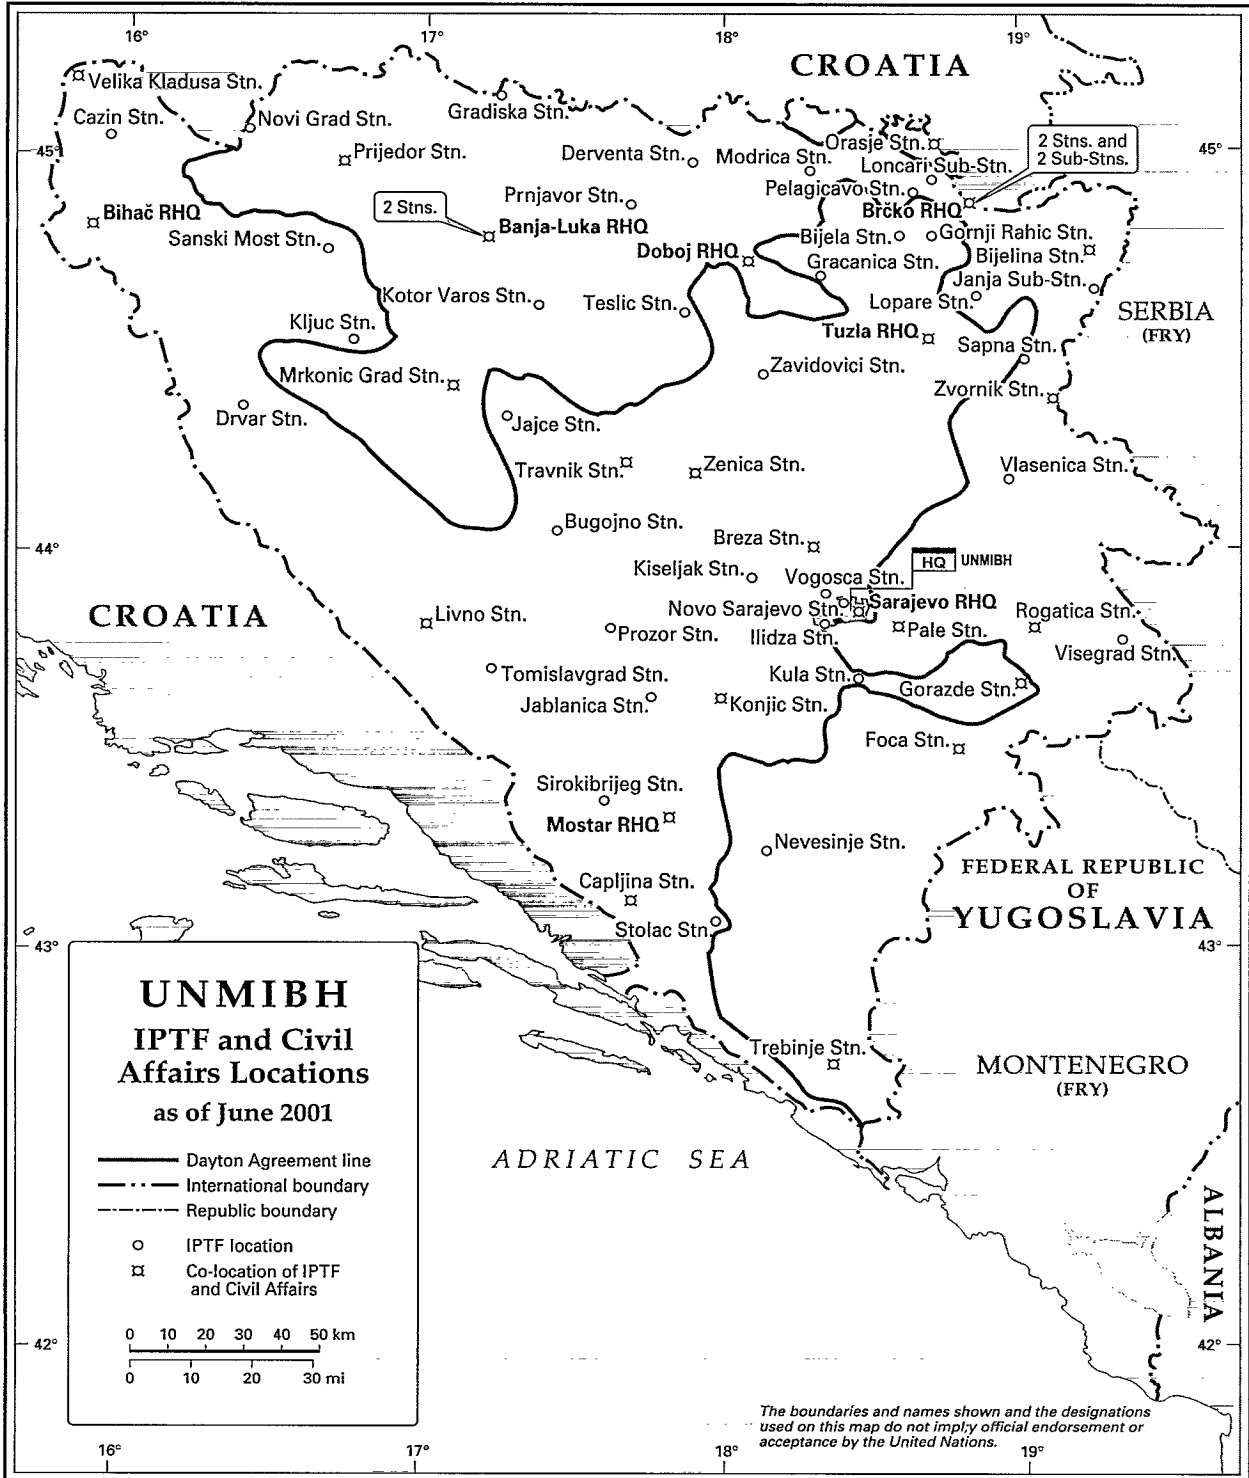 16°
17°
18°
19°
CROATIA
Velika Kladusa Stn.
Cazin Stn.
Novi Grad Stn.
Gradiska Stn.
45°
Prijedor Stn.
Derventa Stn.
Modrica Stn.
Orasje Stn.
Loncari Sub-Stn.
2 Stns. and
2 Sub-Stns.
45°
Pelagicavo Stn.
Prnjavor Stn.
2 Stns.
Bihać RHQ
Banja-Luka RHQ
Brčko RHQ
Sanski Most Stn.
Doboj RHQ
Bijela Stn.
Gornji Rahic Stn.
Bijelina Stn.
Gracanica Stn.
Janja Sub-Stn.
Kotor Varos Stn.
Teslic Stn.
Lopare Stn.
SERBIA
(FRY)
Kljuc Stn.
Tuzla RHQ
Sapna Stn.
Mrkonic Grad Stn.
Zavidovici Stn.
Zvornik Stn.
Drvar Stn.
Jajce Stn.
Travnik Stn.
Zenica Stn.
Vlasenica Stn.
Bugojno Stn.
Breza Stn.
44°
44°
HQ
UNMIBH
Kiseljak Stn.
Vogosca Stn.
CROATIA
Livno Stn.
Novo Sarajevo Stn.
Sarajevo RHQ
Rogatica Stn.
Prozor Stn.
Ilidza Stn.
Pale Stn.
Visegrad Stn.
Tomislavgrad Stn.
Kula Stn.
Gorazde Stn.
Jablanica Stn.
Konjic Stn.
Foca Stn.
Sirokibrijeg Stn.
Mostar RHQ
Nevesinje Stn.
FEDERAL REPUBLIC
OF
YUGOSLAVIA
Capljina Stn.
Stolac Stn.
43°
43°
UNMIBH
IPTF and Civil
Affairs Locations
as of June 2001
Trebinje Stn.
MONTENEGRO
(FRY)
ADRIATIC SEA
Dayton Agreement line
International boundary
Republic boundary
IPTF location
Co-location of IPTF
and Civil Affairs
0 10 20 30 40 50 km
0 10 20 30 mi
ALBANIA
42°
42°
The boundaries and names shown and the designations
used on this map do not impl;y official endorsement or
acceptance by the United Nations.
16°
17°
18°
19°